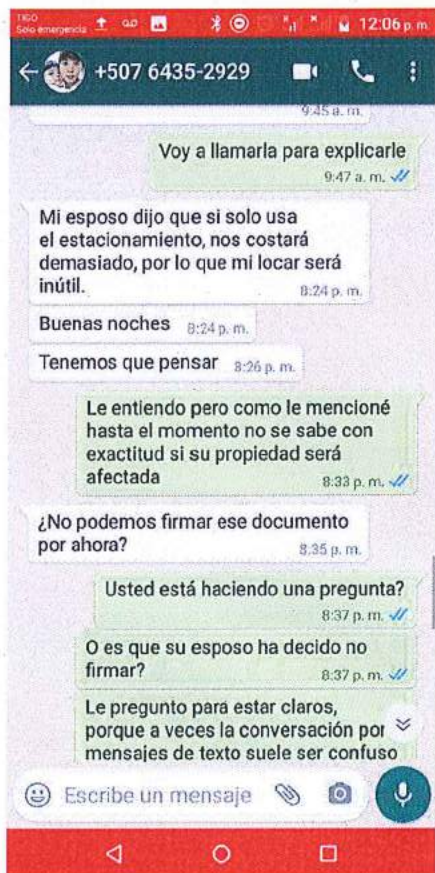 TIGO
Solo emergencia 12:06 p. m.
+507 6435-2929
9:45 a. m.
Voy a llamarla para explicarle
9:47 a. m.
Mi esposo dijo que si solo usa
el estacionamiento, nos costará
demasiado, por lo que mi locar será
inútil.
8:24 p. m.
Buenas noches 8:24 p. m.
Tenemos que pensar 8:26 p. m.
Le entiendo pero como le mencioné
hasta el momento no se sabe con
exactitud si su propiedad será
afectada
8:33 p. m.
¿No podemos firmar ese documento
por ahora?
8:35 p. m.
Usted está haciendo una pregunta?
8:37 p. m.
O es que su esposo ha decido no
firmar?
8:37 p. m.
Le pregunto para estar claros,
porque a veces la conversación por
mensajes de texto suele ser confuso
Escribe un mensaje